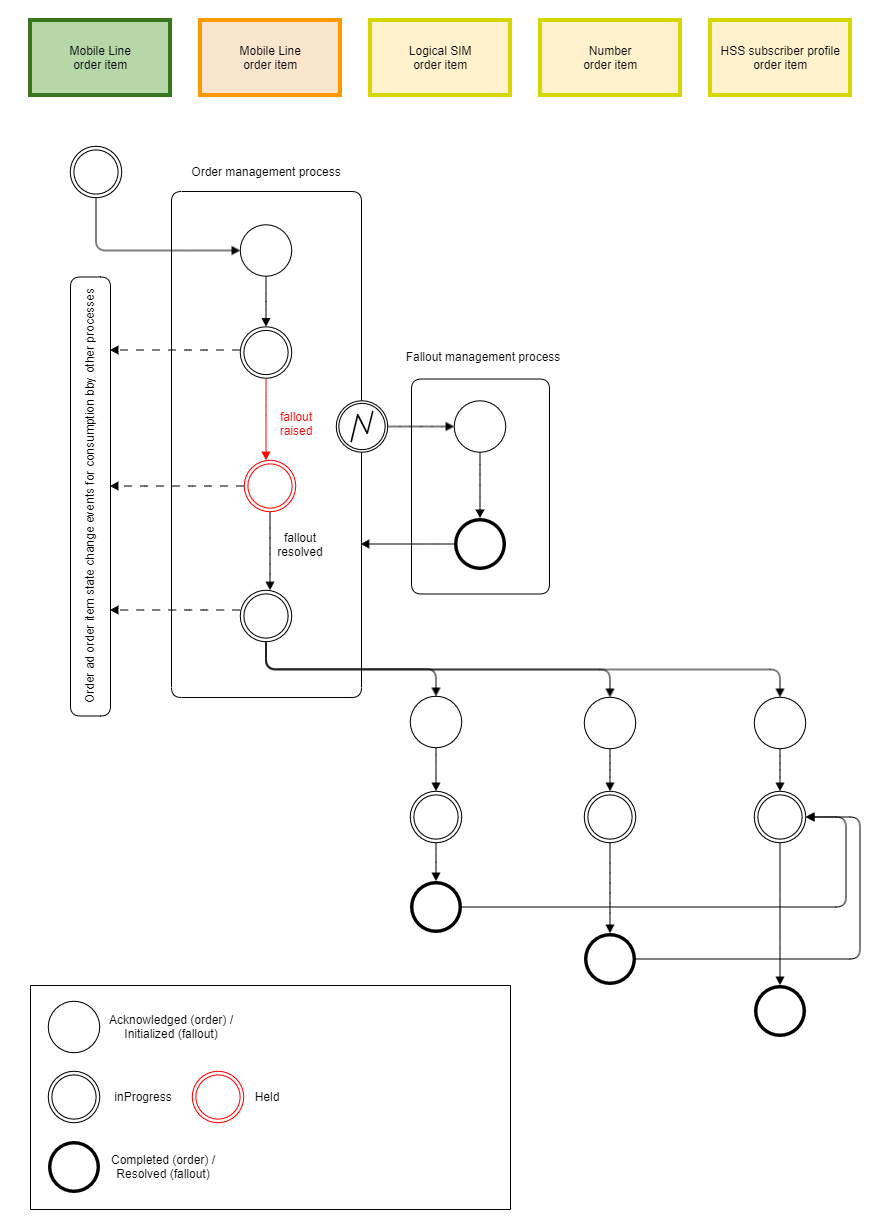 Mobile Line
order item
Mobile Line
order item
Logical SIM
order item
Number
order item
HSS subscriber profile
order item
Order management process
Order ad order item state change events for consumption bby other processes
Fallout management process
fallout
raised
fallout
resolved
Acknowledged (order) /
Initialized (fallout)
inProgress
Held
Completed (order) /
Resolved (fallout)